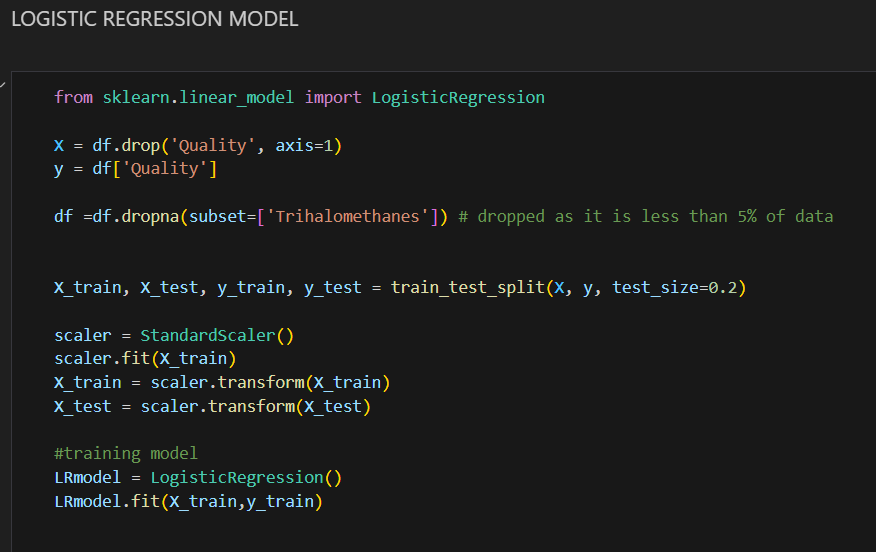 LOGISTIC REGRESSION MODEL
from sklearn.linear_model import LogisticRegression
X = df.drop('Quality', axis=1)
y = df['Quality']
df =df.dropna(subset=['Trihalomethanes']) # dropped as it is less than 5% of data
X_train, X_test, y_train, y_test = train_test_split(X, y, test_size=0.2)
scaler = StandardScaler()
scaler.fit(X_train)
X_train = scaler.transform(X_train)
X_test = scaler.transform(X_test)
#training model
LRmodel = LogisticRegression()
LRmodel.fit(X_train,y_train)